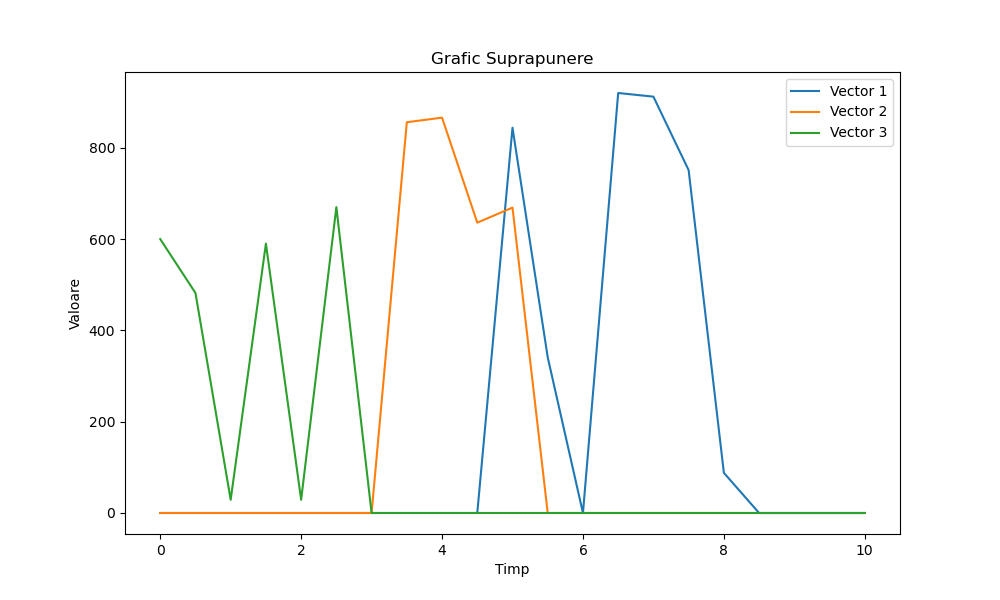 Grafic Suprapunere
Vector 1
Vector 2
Vector 3
Valoare
800
600
400
200
0
0 2 4 6 8 10
Timp